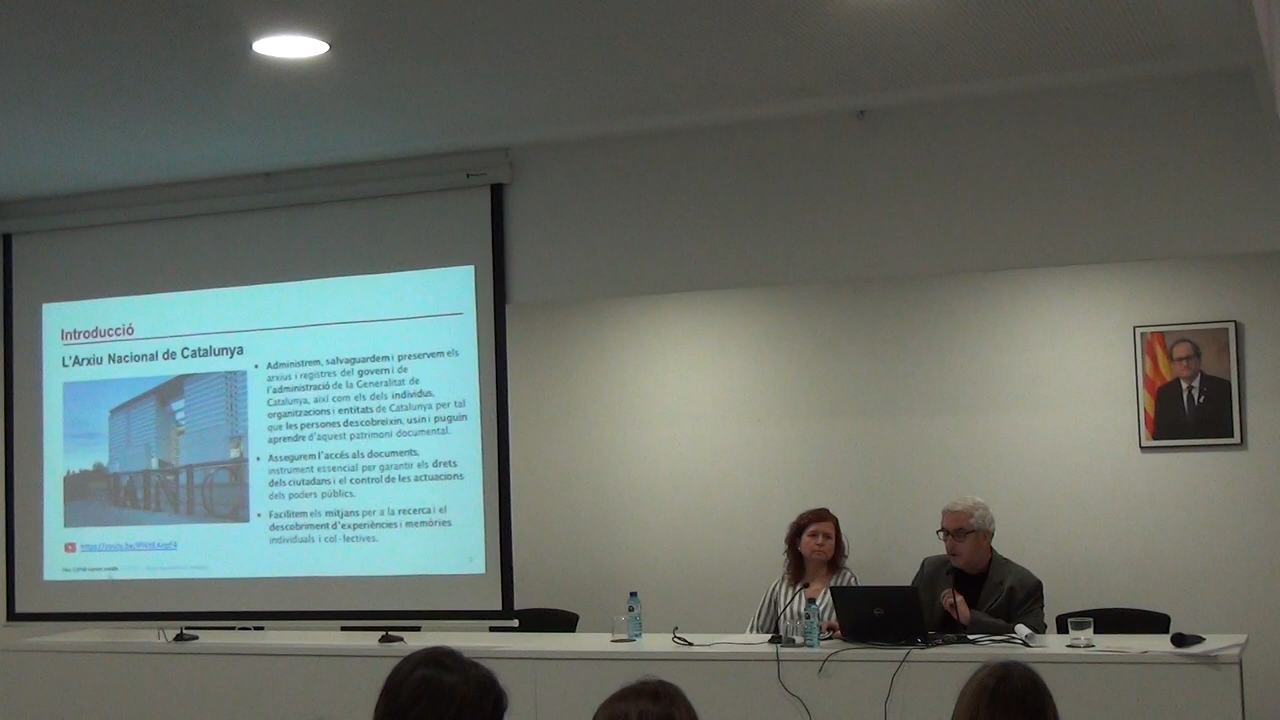 Introducció
L'Arxiu Nacional de Catalunya
• Administrem, salvaguardem i preservem els
arxius i registres del govern i de
l'administració de la Generalitat de
Catalunya, així com els dels individus,
organitzacions i entitats de Catalunya per tal
que les persones descobreixin, usin i puguin
aprendre d'aquest patrimoni documental.
• Assegurem l'accés als documents,
instrument essencial per garantir els drets
dels ciutadans i el control de les actuacions
dels poders públics.
• Facilitem els mitjans per a la recerca i el
descobriment d'experiències i memòries
individuals i col·lectives.